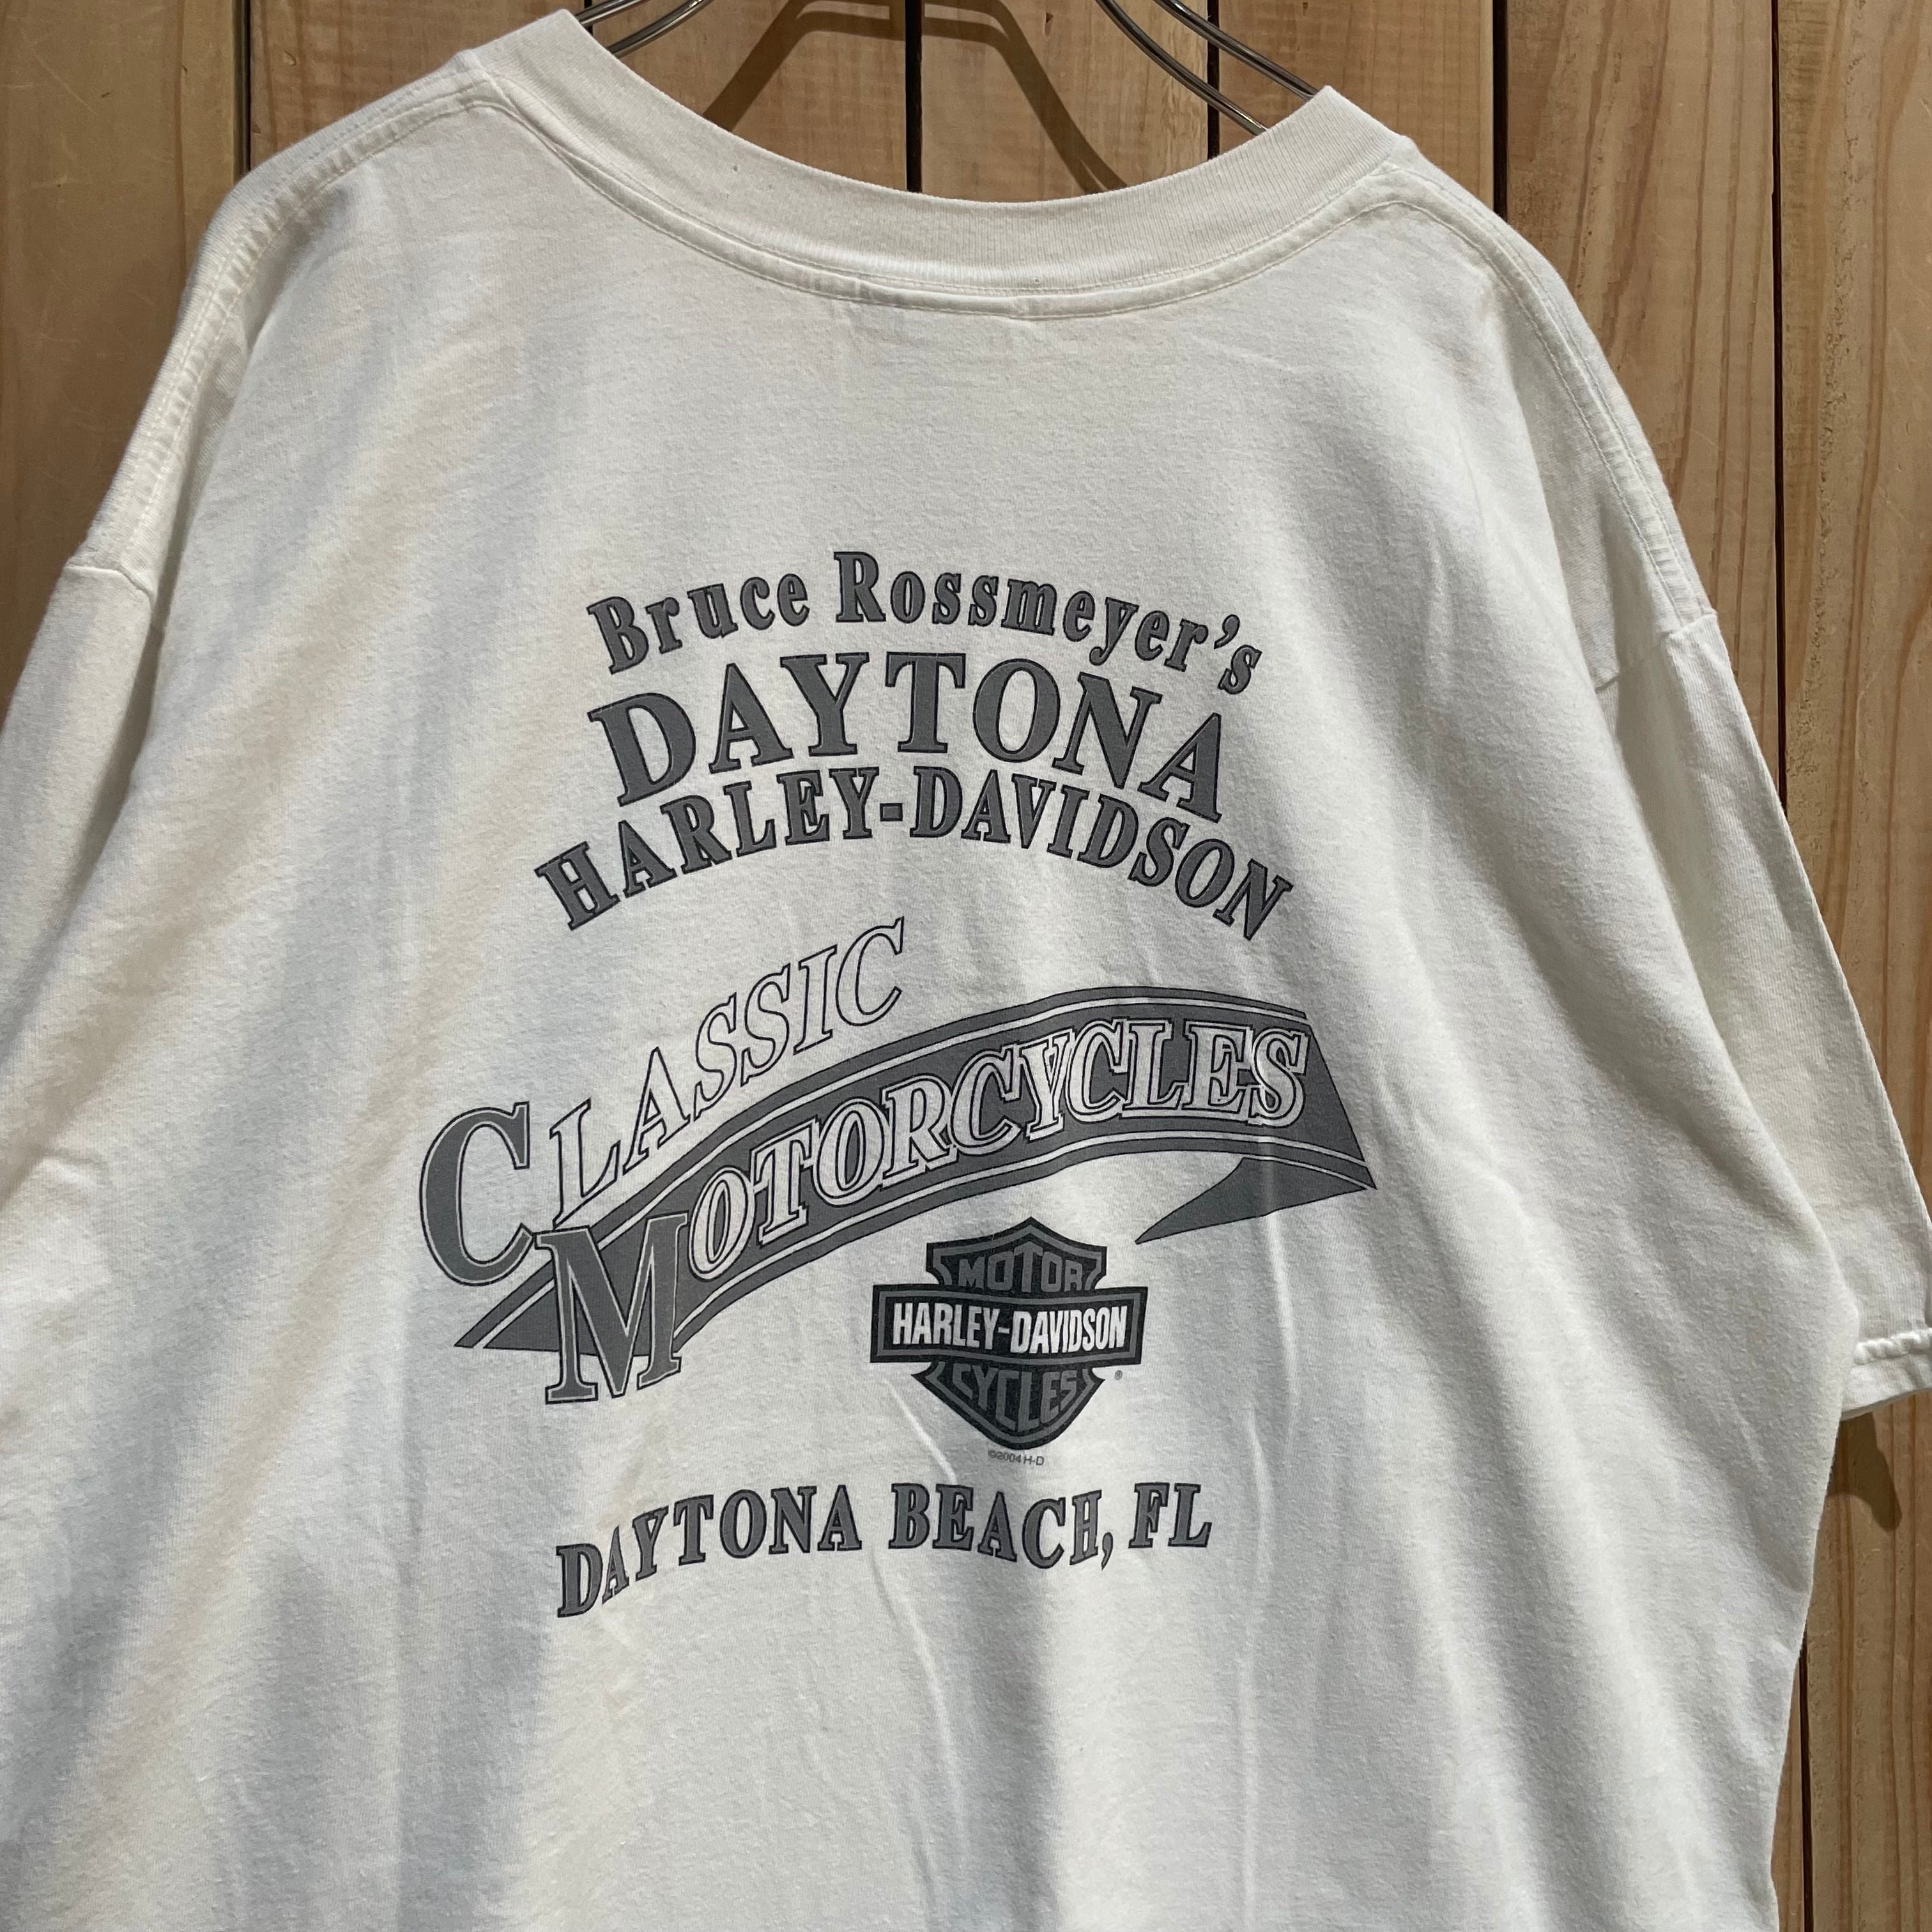 Bruce Rossmeyer's
DAYTONA
HARLEY-DAVIDSON
CLASSIC
MOTORCYCLES
MOTOR
HARLEY-DAVIDSON
CYCLES
®
©2004 H-D
DAYTONA BEACH, FL